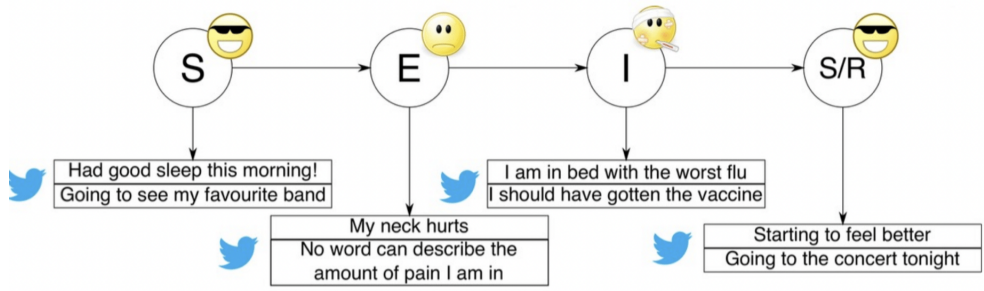 S
E
I
S/R
Had good sleep this morning!
Going to see my favourite band
I am in bed with the worst flu
I should have gotten the vaccine
My neck hurts
No word can describe the
amount of pain I am in
Starting to feel better
Going to the concert tonight